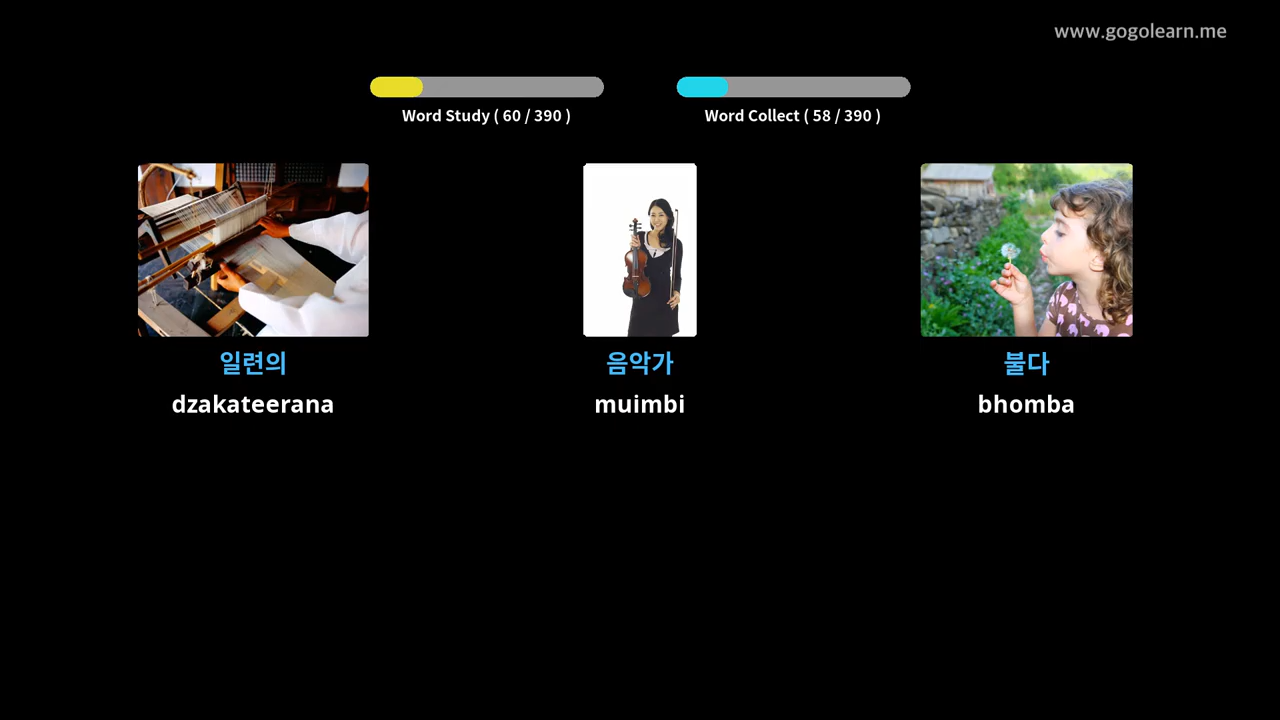 www.gogolearn.me
Word Study ( 60 / 390 )
Word Collect ( 58 / 390 )
일련의
음악가
불다
dzakateerana
muimbi
bhomba